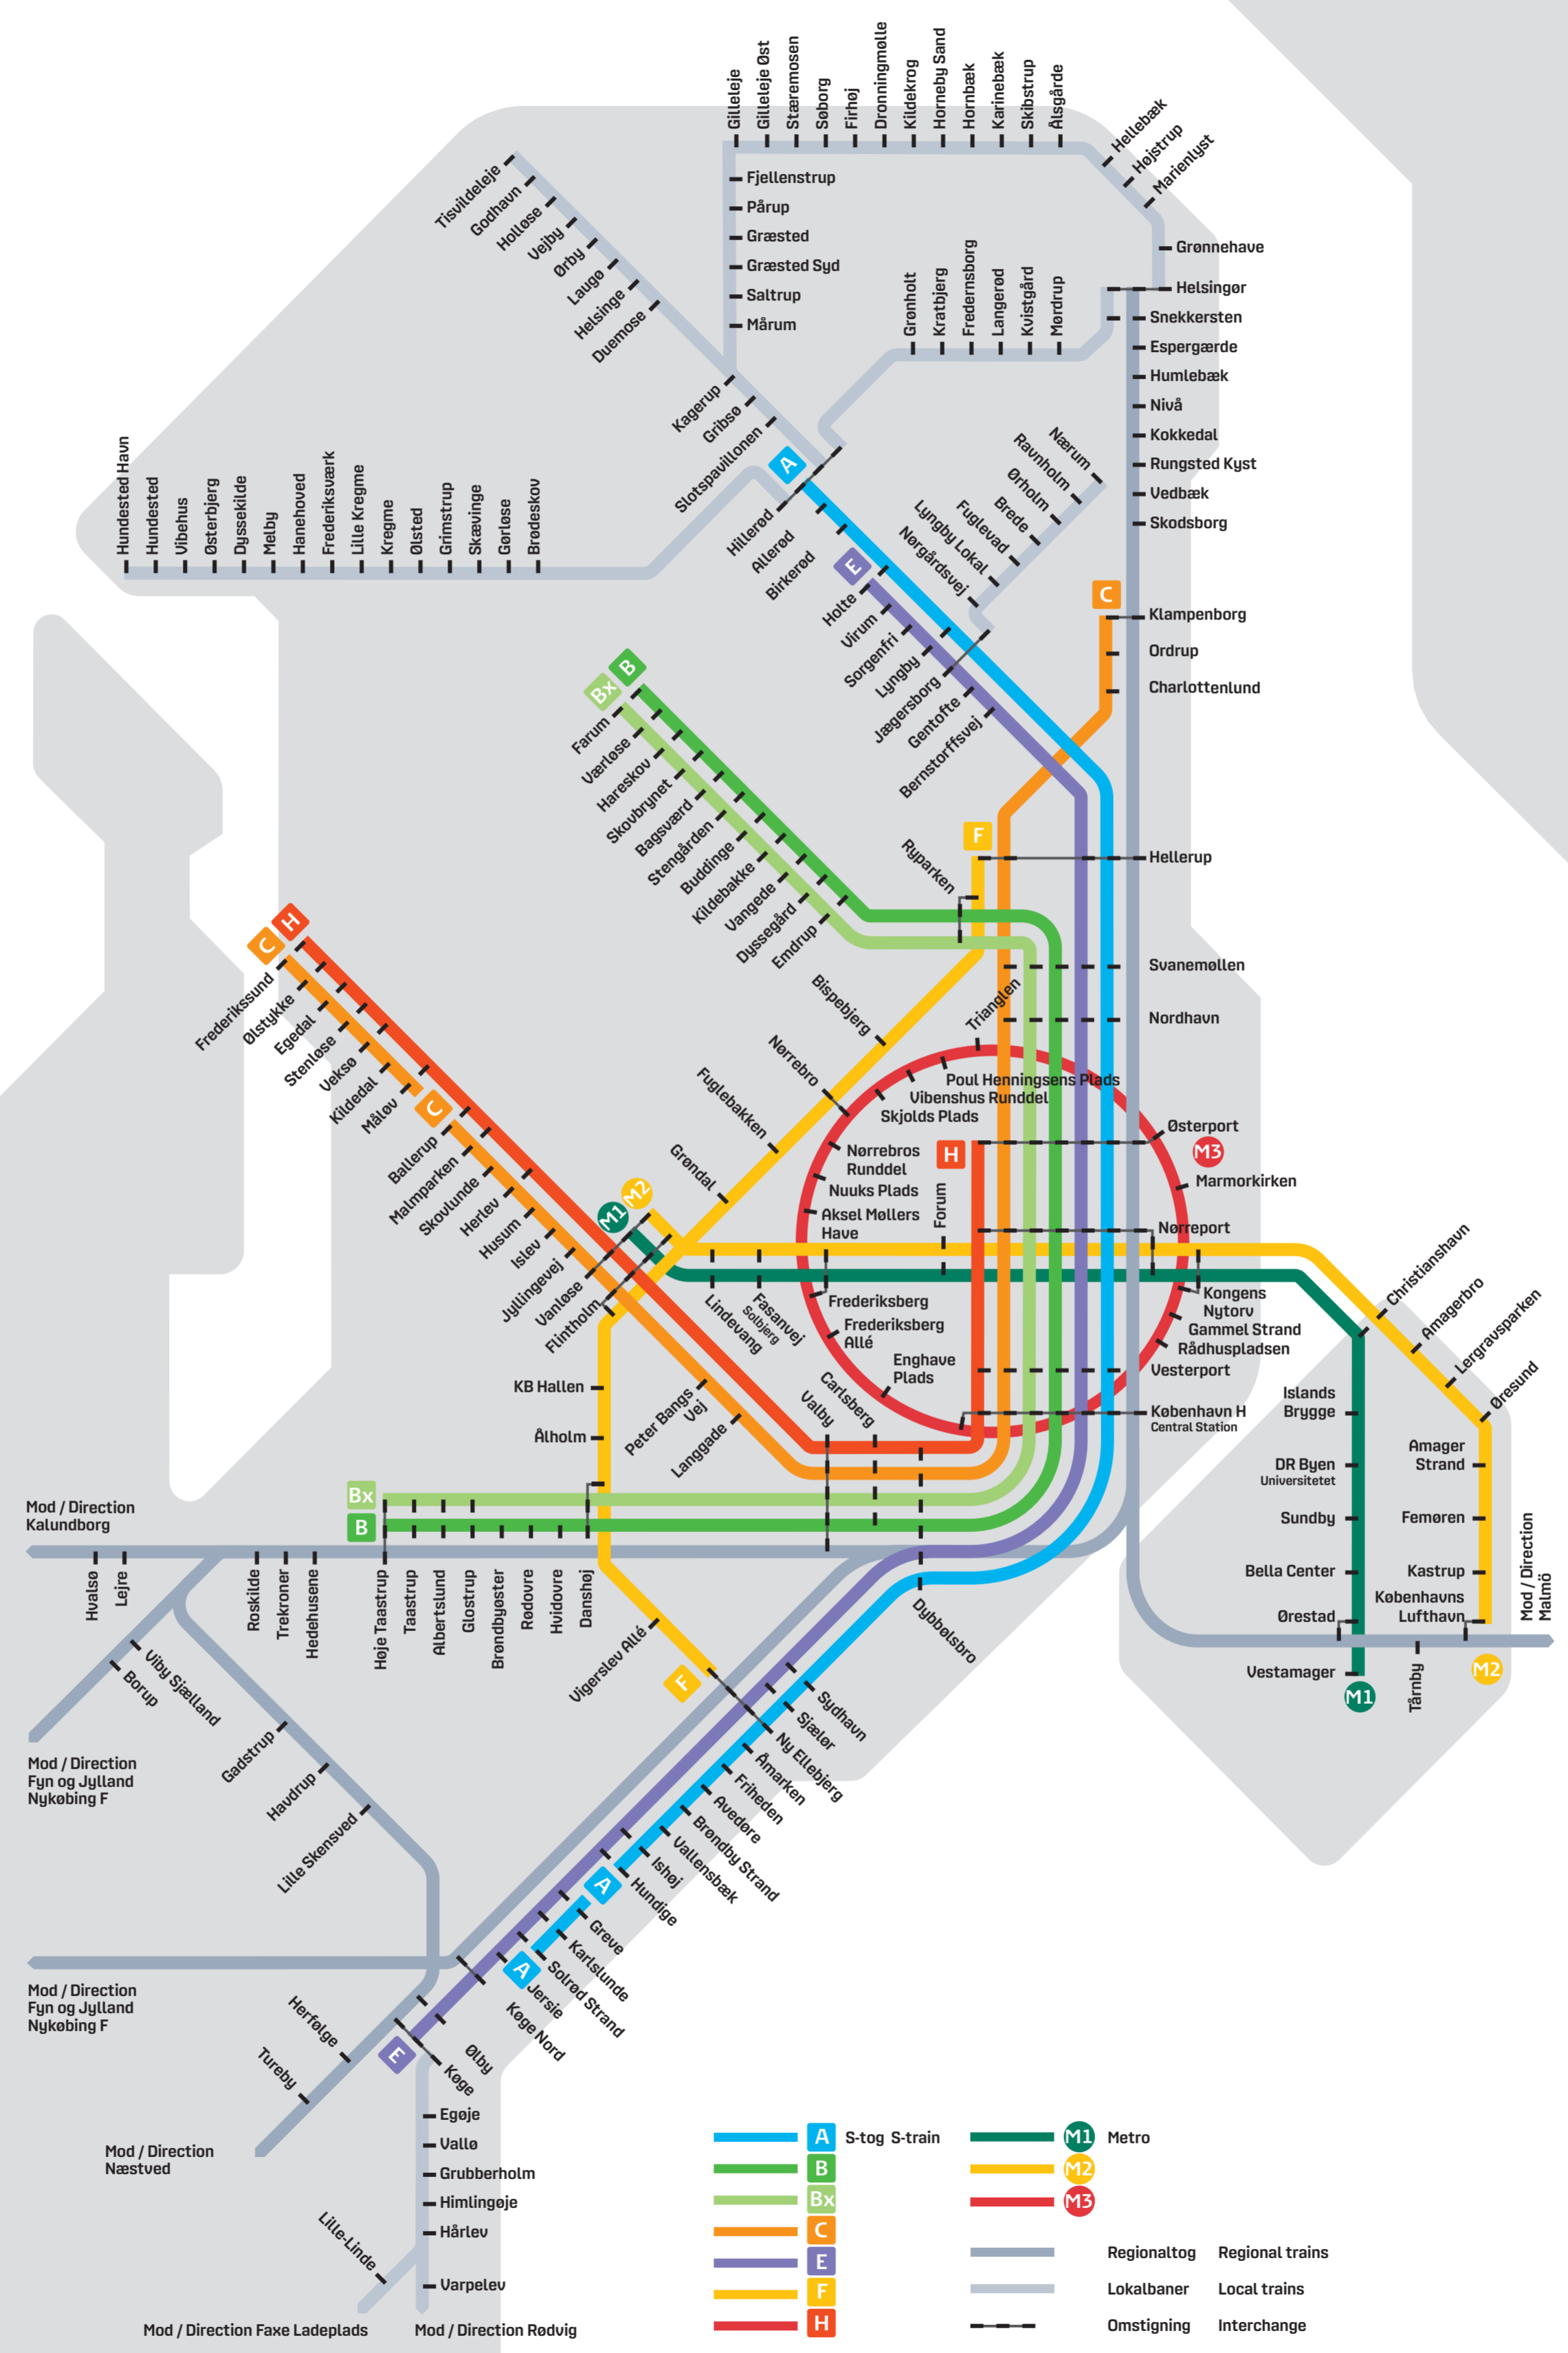 Gilleleje
Gilleleje Øst
Stæremosen
Søborg
Firhøj
Dronningmølle
Kildekrog
Horneby Sand
Hornbæk
Karinebæk
Skibstrup
Ålsgårde
Hellebæk
Højstrup
Marienlyst
Grønnehave
Helsingør
Snekkersten
Espergærde
Humlebæk
Nivå
Kokkedal
Rungsted Kyst
Vedbæk
Skodsborg
Tisvildeleje
Godhavn
Holløse
Vejby
Ørby
Laugø
Helsinge
Duemose
Fjellenstrup
Pårup
Græsted
Græsted Syd
Saltrup
Mårum
Grønholt
Kratbjerg
Fredernsborg
Langerød
Kvistgård
Mørdrup
Kagerup
Gribsø
Slotspavillonen
Hundested Havn
Hundested
Vibehus
Østerbjerg
Dyssekilde
Melby
Hanehoved
Frederiksværk
Lille Kregme
Kregme
Ølsted
Grimstrup
Skævinge
Gørløse
Brødeskov
A
Hillerød
Allerød
Birkerød
E
Holte
Virum
Sorgenfri
Lyngby
Jægersborg
Gentofte
Bernstorffsvej
Nærum
Ravnholm
Ørholm
Brede
Fuglevad
Lyngby Lokal
Nørgårdsvej
C
Klampenborg
Ordrup
Charlottenlund
Bx
B
Farum
Værløse
Hareskov
Skovbrynet
Bagsværd
Stengården
Buddinge
Kildebakke
Vangede
Dyssegård
Emdrup
F
Hellerup
Ryparken
Svanemøllen
Nordhavn
Bispebjerg
Nørrebro
Fuglebakken
Grøndal
C
H
Frederikssund
Ølstykke
Egedal
Stenløse
Veksø
Kildedal
Måløv
C
Ballerup
Malmparken
Skovlunde
Herlev
Husum
Islev
Jyllingevej
Vanløse
Flintholm
M1
M2
Trianglen
Poul Henningsens Plads
Vibenshus Runddel
Skjolds Plads
Nørrebros
Runddel
Nuuks Plads
Aksel Møllers
Have
Forum
H
Østerport
M3
Marmorkirken
Nørreport
Lindevang
Fasanvej
Solbjerg
Frederiksberg
Frederiksberg
Allé
Enghave
Plads
Kongens
Nytorv
Gammel Strand
Rådhuspladsen
Vesterport
København H
Central Station
Christianshavn
Amagerbro
Lergravsparken
Øresund
Islands
Brygge
DR Byen
Universitetet
Sundby
Bella Center
Ørestad
Vestamager
M1
Amager
Strand
Femøren
Kastrup
Københavns
Lufthavn
M2
Tårnby
Mod / Direction
Malmö
KB Hallen
Ålholm
Peter Bangs
Vej
Langgade
Valby
Carlsberg
Bx
B
Mod / Direction
Kalundborg
Hvalsø
Lejre
Roskilde
Trekroner
Hedehusene
Høje Taastrup
Taastrup
Albertslund
Glostrup
Brøndbyøster
Rødovre
Hvidovre
Danshøj
Vigerslev Allé
F
Dybbølsbro
Viby Sjælland
Borup
Mod / Direction
Fyn og Jylland
Nykøbing F
Gadstrup
Havdrup
Lille Skensved
Sydhavn
Sjælør
Ny Ellebjerg
Åmarken
Friheden
Avedøre
Brøndby Strand
Vallensbæk
Ishøj
Hundige
A
Greve
Karlslunde
Solrød Strand
A
Jersie
Køge Nord
Ølby
Køge
E
Mod / Direction
Fyn og Jylland
Nykøbing F
Herfølge
Tureby
Mod / Direction
Næstved
Egøje
Vallø
Grubberholm
Himlingøje
Hårlev
Varpelev
Lille-Linde
Mod / Direction Faxe Ladeplads
Mod / Direction Rødvig
A S-tog S-train
B
Bx
C
E
F
H
M1 Metro
M2
M3
Regionaltog Regional trains
Lokalbaner Local trains
Omstigning Interchange